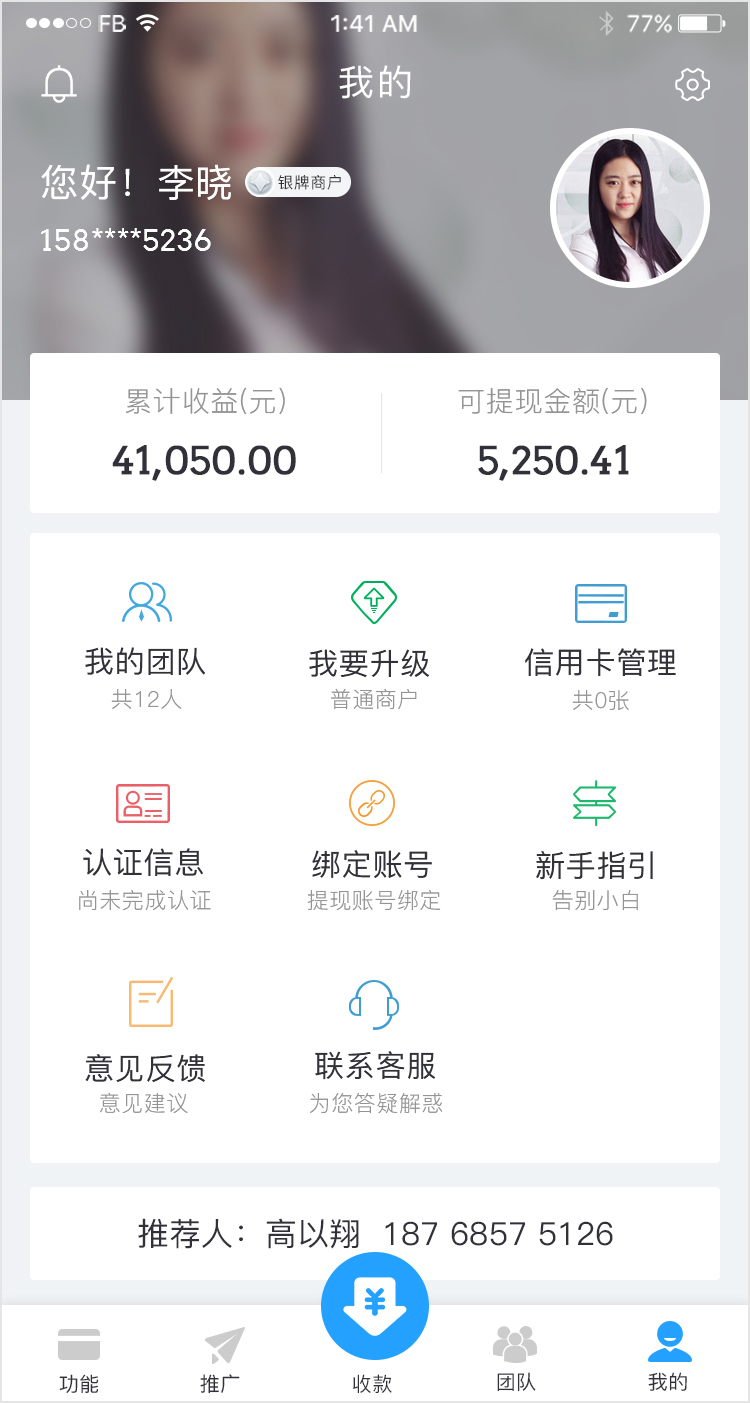 FB 1:41 AM 77%
我的
您好！李晓 银牌商户
158****5236
累计收益(元) 可提现金额(元)
41,050.00 5,250.41
我的团队 我要升级 信用卡管理
共12人 普通商户 共0张
认证信息 绑定账号 新手指引
尚未完成认证 提现账号绑定 告别小白
意见反馈 联系客服
意见建议 为您答疑解惑
推荐人：高以翔 187 6857 5126
¥
功能 推广 收款 团队 我的